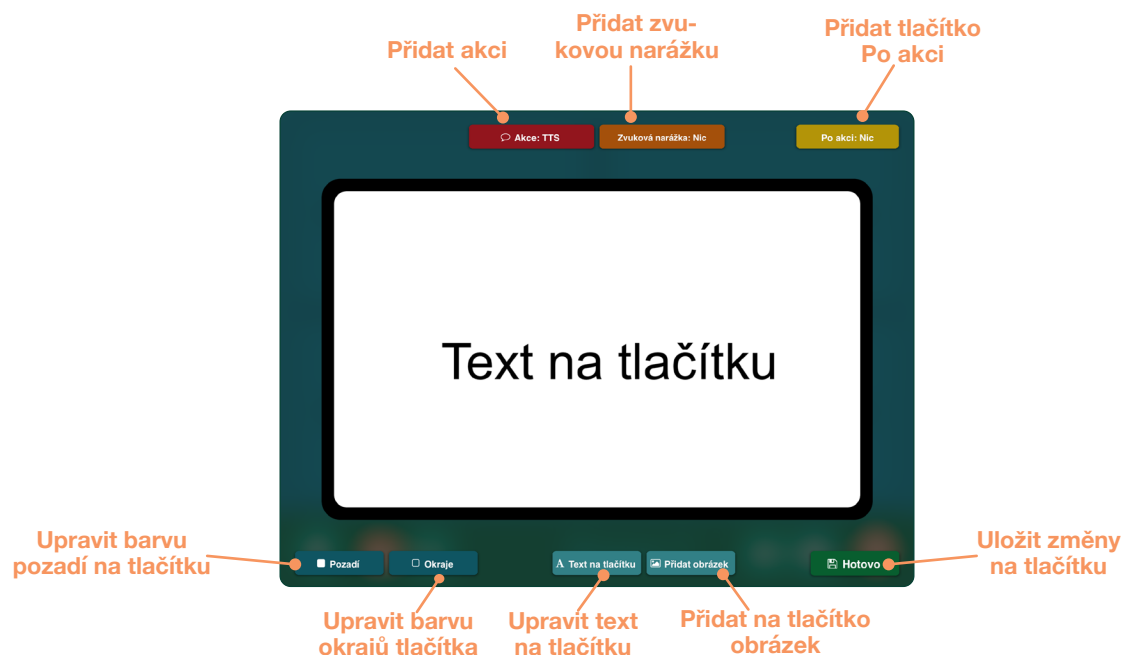 Přidat akci
Přidat zvu-
kovou narážku
Přidat tlačítko
Po akci
Akce: TTS
Zvuková narážka: Nic
Po akci: Nic
Text na tlačítku
Upravit barvu
pozadí na tlačítku
Pozadí
Okraje
A Text na tlačítku
Přidat obrázek
Hotovo
Uložit změny
na tlačítku
Upravit barvu
okraiů tlačítka
Upravit text
na tlačítku
Přidat na tlačítko
obrázek